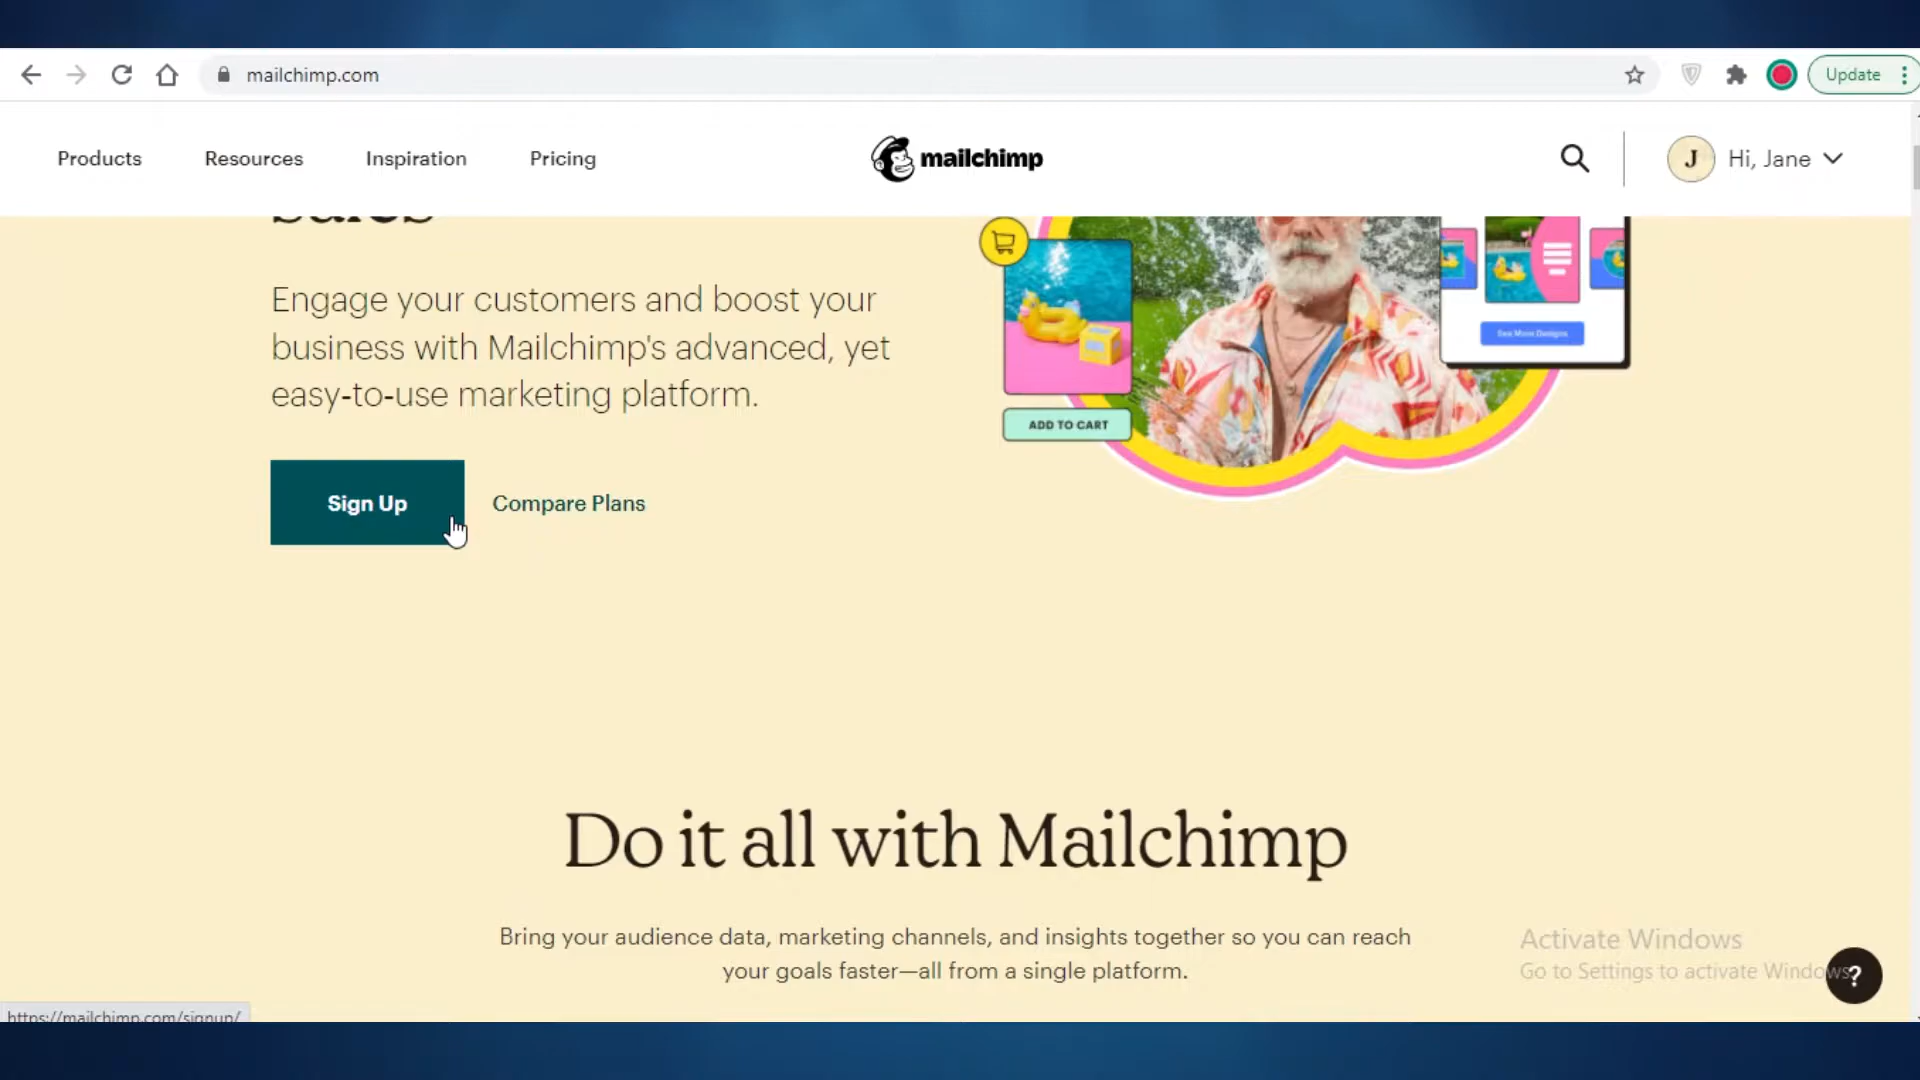 mailchimp.com
Update
Products
Resources
Inspiration
Pricing
mailchimp
J
Hi, Jane
Engage your customers and boost your
business with Mailchimp's advanced, yet
easy-to-use marketing platform.
See More Designs
ADD TO CART
Sign Up
Compare Plans
Do it all with Mailchimp
Bring your audience data, marketing channels, and insights together so you can reach
your goals faster—all from a single platform.
Activate Windows
Go to Settings to activate Windows.
?
https://mailchimp.com/signup/